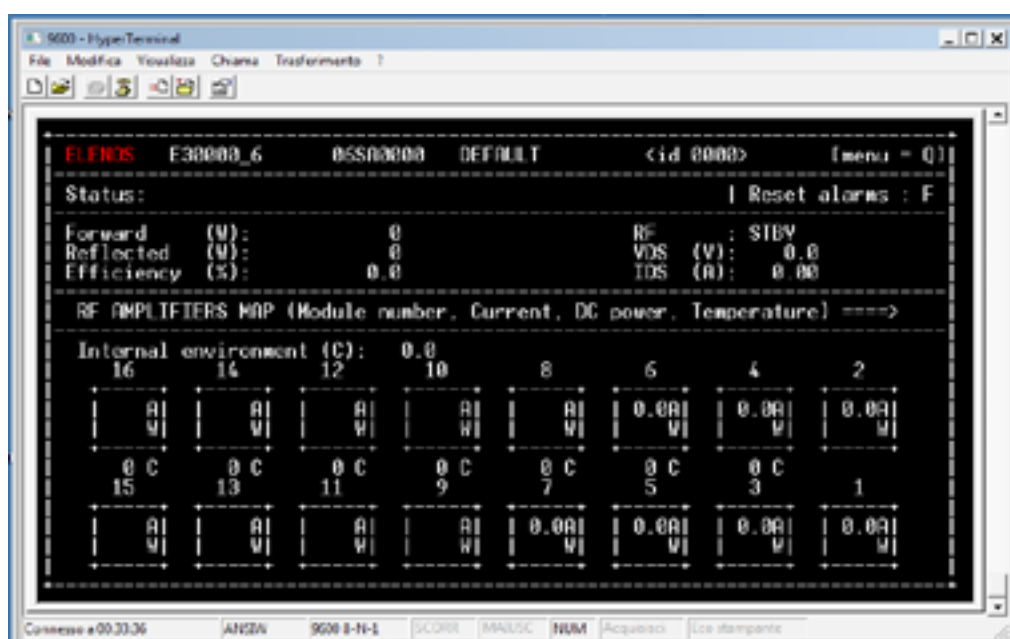 9600 - HyperTerminal
File Modifica Visualizza Chiama Trasferimento ?
ELENOS E30000_6 06SA0000 DEFAULT <id 0000> [menu = Q]
Status: | Reset alarms : F
Forward (W): 0 RF : STBY
Reflected (W): 0 VDS (V): 0.0
Efficiency (%): 0.0 IDS (A): 0.00
RF AMPLIFIERS MAP (Module number, Current, DC power, Temperature) ====>
Internal environment (C): 0.0
16 14 12 10 8 6 4 2
A| A| A| A| A| 0.0A| 0.0A| 0.0A|
W| W| W| W| W| W| W| W|
0 C 0 C 0 C 0 C 0 C 0 C 0 C
15 13 11 9 7 5 3 1
A| A| A| A| 0.0A| 0.0A| 0.0A| 0.0A|
W| W| W| W| W| W| W| W|
Connesso a 00.33.36 ANSIW 9600 8-N-1 SCORR MAIUSC NUM Acquisisci Eco stampante